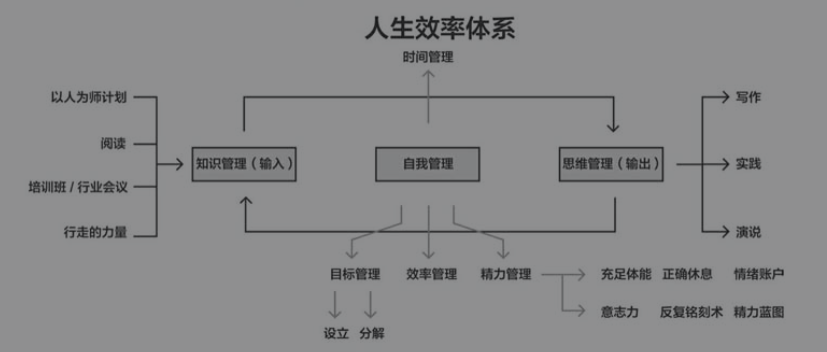 人生效率体系
时间管理
以人为师计划
写作
阅读
知识管理（输入）
自我管理
思维管理（输出）
实践
培训班 / 行业会议
行走的力量
演说
目标管理 效率管理 精力管理 充足体能 正确休息 情绪账户
意志力 反复铭刻术 精力蓝图
设立 分解